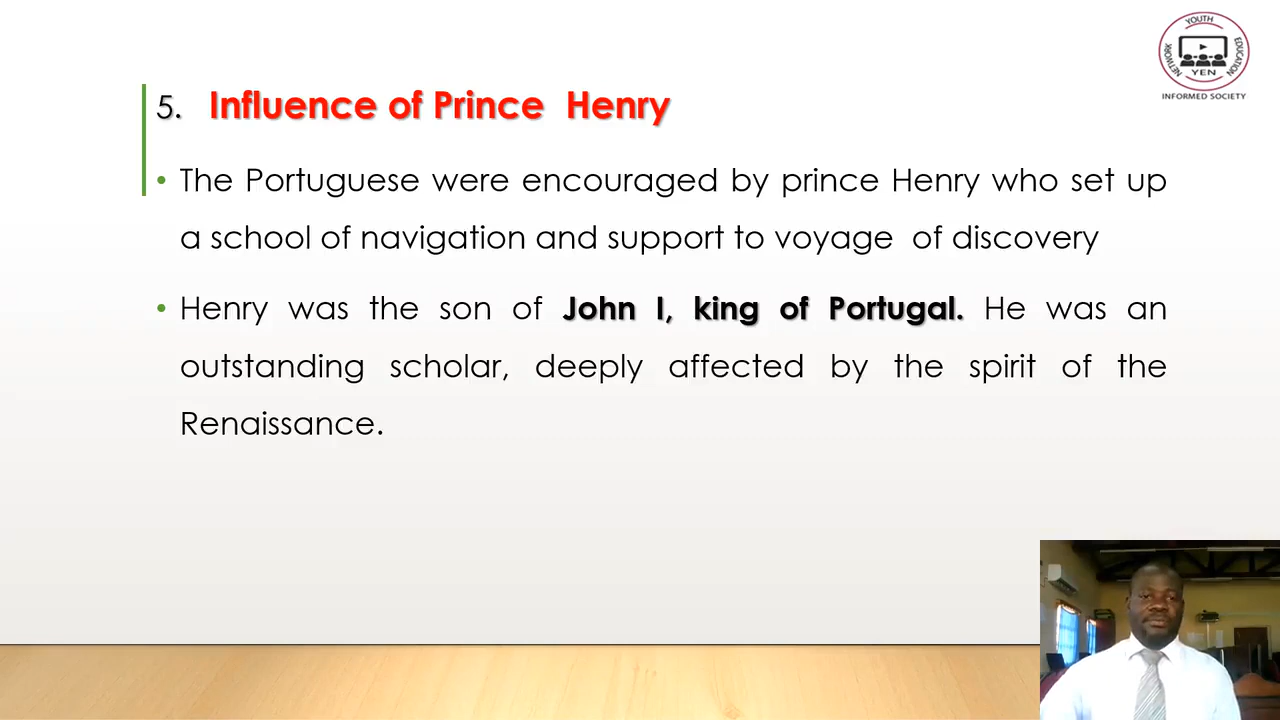 YOUTH
EDUCATION
NETWORK
YEN
INFORMED SOCIETY
5. Influence of Prince Henry
• The Portuguese were encouraged by prince Henry who set up
a school of navigation and support to voyage of discovery
• Henry was the son of John I, king of Portugal. He was an
outstanding scholar, deeply affected by the spirit of the
Renaissance.